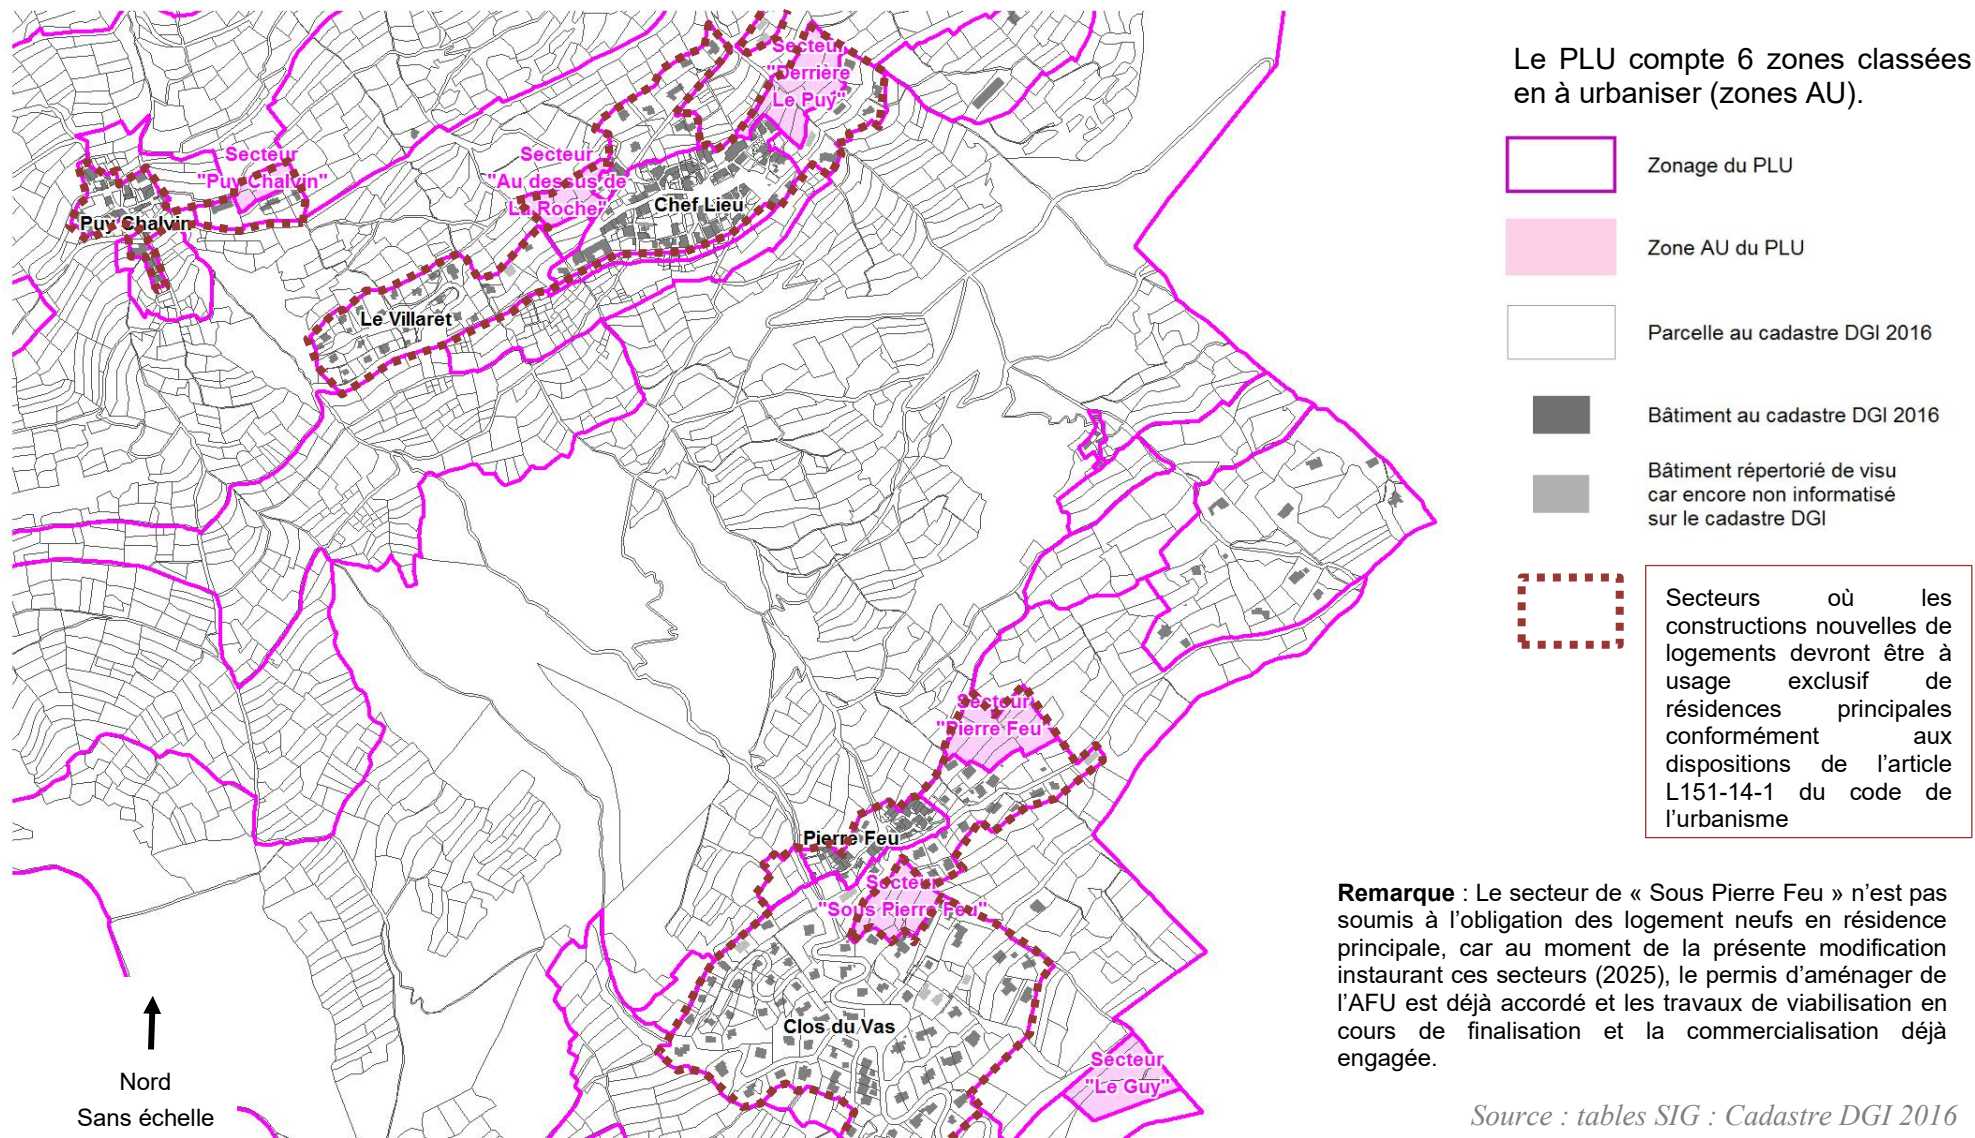 Secteur
"Derrière
Le Puy"
Secteur
"Puy Chalvin"
Secteur
"Au dessus de
La Roche"
Chef Lieu
Puy Chalvin
Le Villaret
Secteur
"Pierre Feu"
Pierre Feu
Secteur
"Sous Pierre Feu"
Clos du Vas
Secteur
"Le Guy"
Nord
Sans échelle
Le PLU compte 6 zones classées
en à urbaniser (zones AU).
Zonage du PLU
Zone AU du PLU
Parcelle au cadastre DGI 2016
Bâtiment au cadastre DGI 2016
Bâtiment répertorié de visu
car encore non informatisé
sur le cadastre DGI
Secteurs où les
constructions nouvelles de
logements devront être à
usage exclusif de
résidences principales
conformément aux
dispositions de l'article
L151-14-1 du code de
l'urbanisme
Remarque : Le secteur de « Sous Pierre Feu » n'est pas
soumis à l'obligation des logement neufs en résidence
principale, car au moment de la présente modification
instaurant ces secteurs (2025), le permis d'aménager de
l'AFU est déjà accordé et les travaux de viabilisation en
cours de finalisation et la commercialisation déjà
engagée.
Source : tables SIG : Cadastre DGI 2016